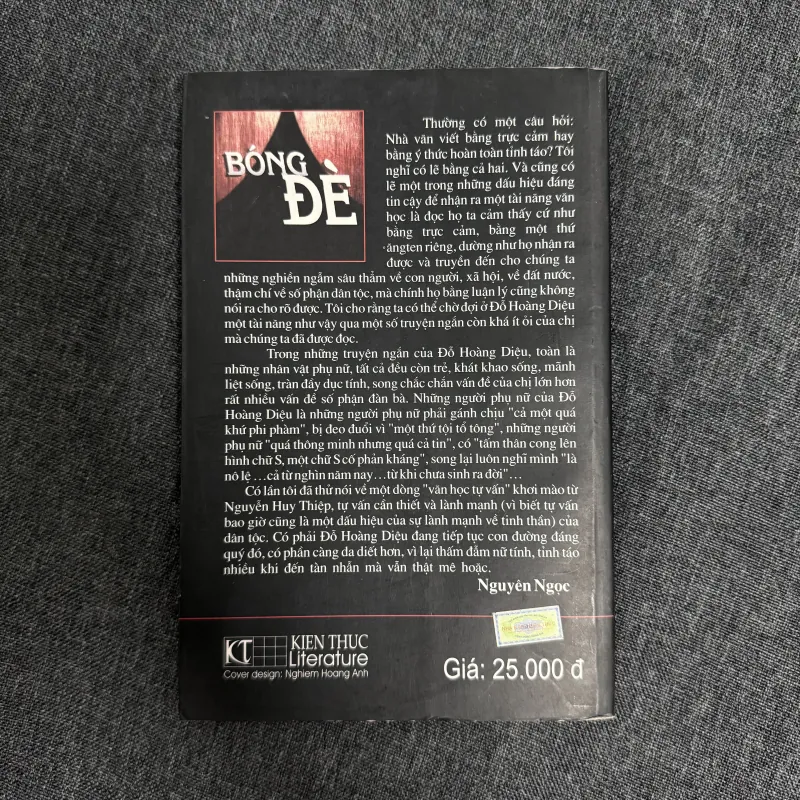 BÓNG
ĐÈ
Thường có một câu hỏi:
Nhà văn viết bằng trực cảm hay
bằng ý thức hoàn toàn tỉnh táo? Tôi
nghĩ có lẽ bằng cả hai. Và cũng có
lẽ một trong những dấu hiệu đáng
tin cậy để nhận ra một tài năng văn
học là đọc họ ta cảm thấy cứ như
bằng trực cảm, bằng một thứ
ăngten riêng, dường như họ nhận ra
được và truyền đến cho chúng ta
những nghiền ngẫm sâu thẳm về con người, xã hội, về đất nước,
thậm chí về số phận dân tộc, mà chính họ bằng luận lý cũng không
nói ra cho rõ được. Tôi cho rằng ta có thể chờ đợi ở Đỗ Hoàng Diệu
một tài năng như vậy qua một số truyện ngắn còn khá ít ỏi của chị
mà chúng ta đã được đọc.
Trong những truyện ngắn của Đỗ Hoàng Diệu, toàn là
những nhân vật phụ nữ, tất cả đều còn trẻ, khát khao sống, mãnh
liệt sống, tràn đầy dục tính, song chắc chắn vấn đề của chị lớn hơn
rất nhiều vấn đề số phận đàn bà. Những người phụ nữ của Đỗ
Hoàng Diệu là những người phụ nữ phải gánh chịu "cả một quá
khứ phi phàm", bị đeo đuổi vì "một thứ tội tổ tông", những người
phụ nữ "quá thông minh nhưng quá cả tin", có "tấm thân cong lên
hình chữ S, một chữ S cố phản kháng", song lại luôn nghĩ mình "là
nô lệ ...cả từ nghìn năm nay...từ khi chưa sinh ra đời"...
Có lần tôi đã thử nói về một dòng "văn học tự vấn" khơi mào từ
Nguyễn Huy Thiệp, tự vấn cần thiết và lành mạnh (vì biết tự vấn
bao giờ cũng là một dấu hiệu của sự lành mạnh về tinh thần) của
dân tộc. Có phải Đỗ Hoàng Diệu đang tiếp tục con đường đáng
quý đó, có phần càng da diết hơn, vì lại thấm đẫm nữ tính, tỉnh táo
nhiều khi đến tàn nhẫn mà vẫn thật mê hoặc.
Nguyên Ngọc
KT KIEN THUC
Literature
Cover design: Nghiem Hoang Anh
Giá: 25.000 đ